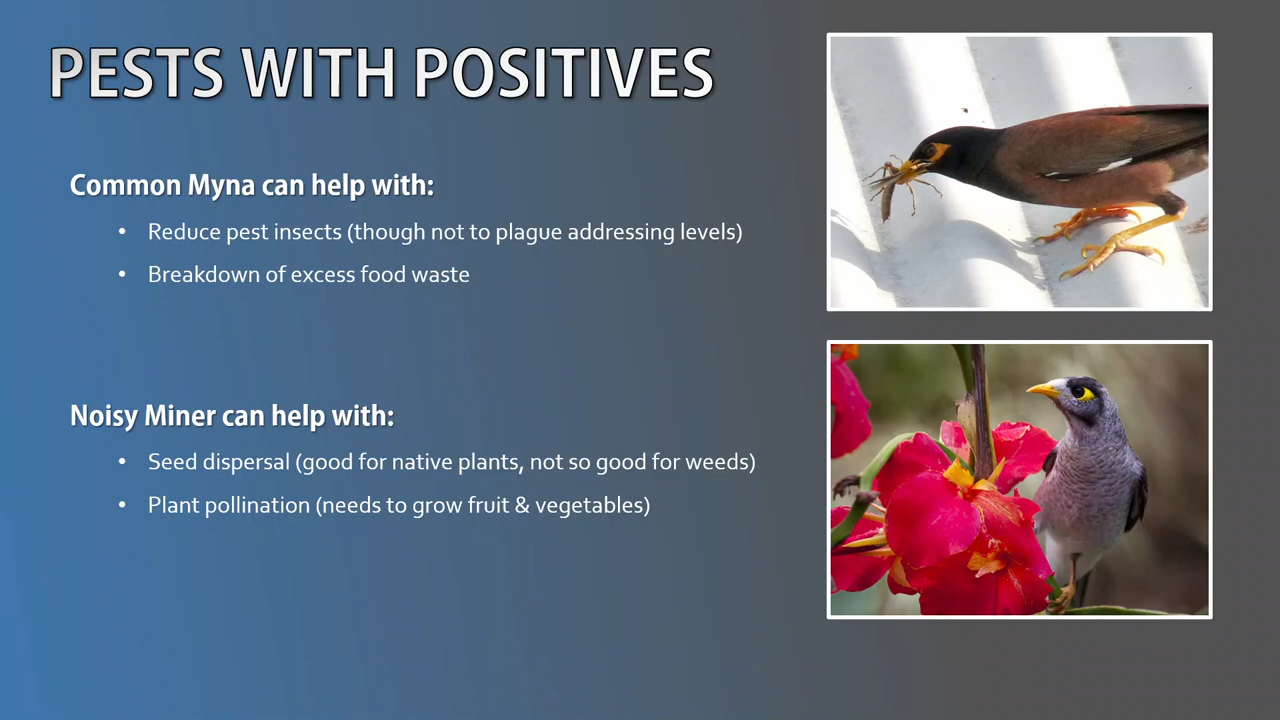 PESTS WITH POSITIVES
Common Myna can help with:
• Reduce pest insects (though not to plague addressing levels)
• Breakdown of excess food waste
Noisy Miner can help with:
• Seed dispersal (good for native plants, not so good for weeds)
• Plant pollination (needs to grow fruit & vegetables)